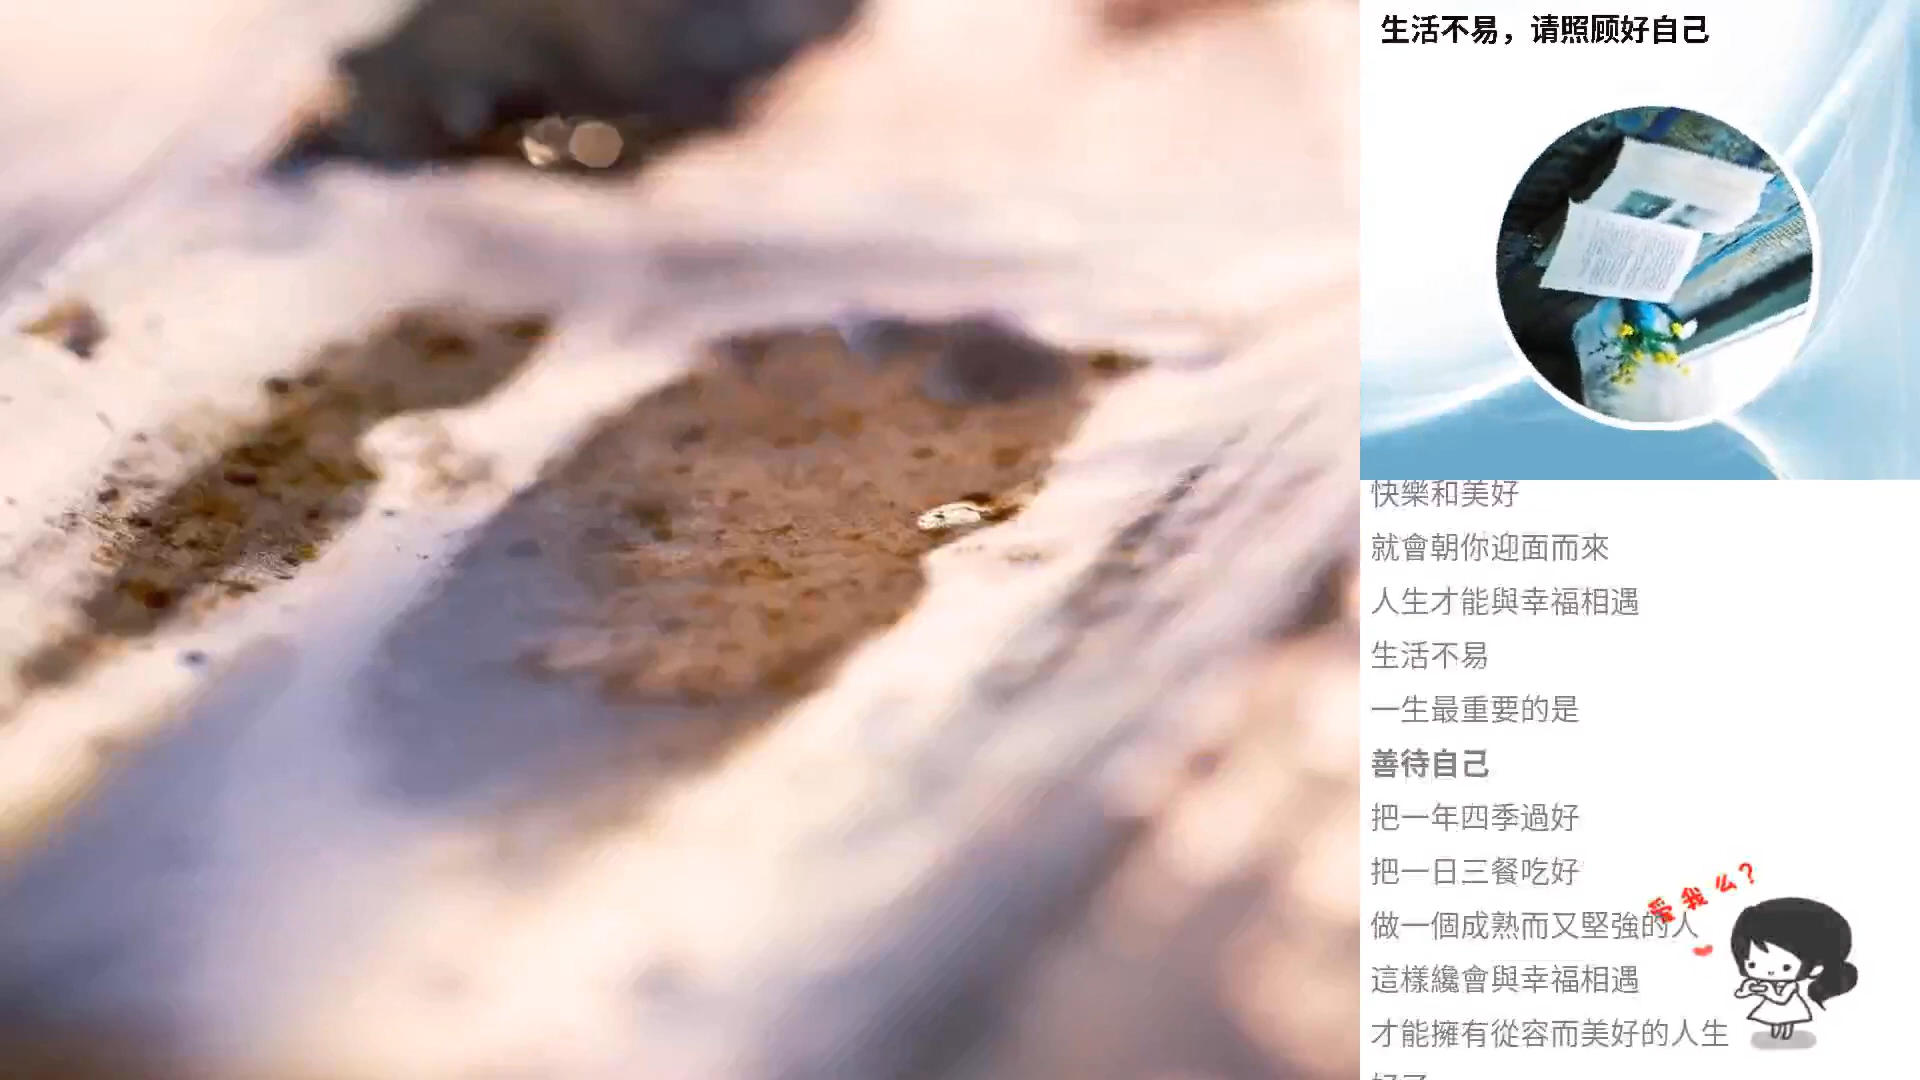 生活不易，请照顾好自己
快樂和美好
就會朝你迎面而來
人生才能與幸福相遇
生活不易
一生最重要的是
善待自己
把一年四季過好
把一日三餐吃好
爱我么？
做一個成熟而又堅強的人
這樣纔會與幸福相遇
才能擁有從容而美好的人生